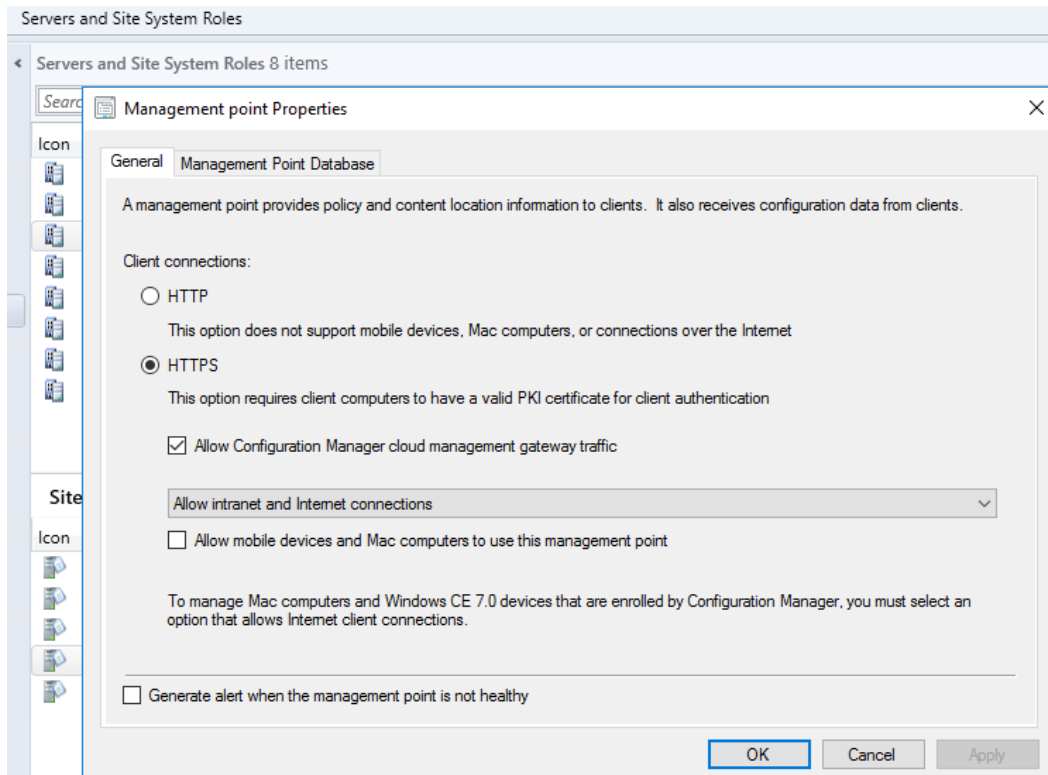 Servers and Site System Roles
Servers and Site System Roles 8 items
Searc
Management point Properties
Icon
General
Management Point Database
A management point provides policy and content location information to clients. It also receives configuration data from clients.
Client connections:
HTTP
This option does not support mobile devices, Mac computers, or connections over the Internet
HTTPS
This option requires client computers to have a valid PKI certificate for client authentication
Allow Configuration Manager cloud management gateway traffic
Site
Allow intranet and Internet connections
Icon
Allow mobile devices and Mac computers to use this management point
To manage Mac computers and Windows CE 7.0 devices that are enrolled by Configuration Manager, you must select an
option that allows Internet client connections.
Generate alert when the management point is not healthy
OK
Cancel
Apply